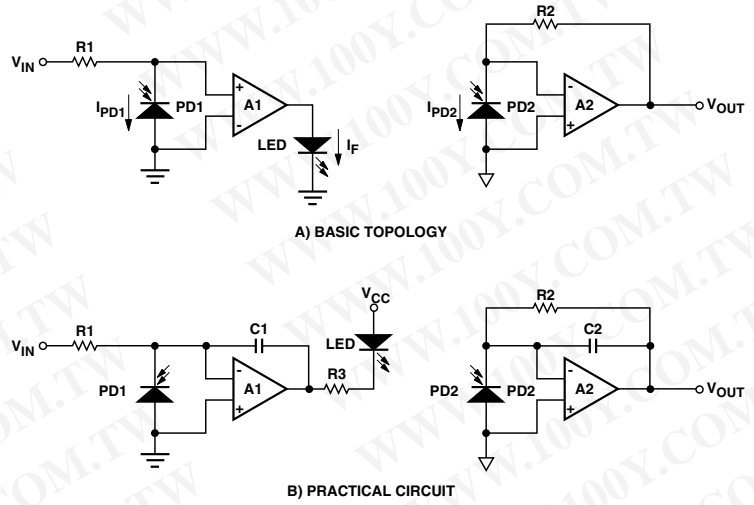 R1
V_IN
I_PD1
PD1
+
-
A1
LED
I_F
R2
I_PD2
PD2
-
+
A2
V_OUT
A) BASIC TOPOLOGY
R1
V_IN
C1
PD1
-
+
A1
R3
V_CC
LED
R2
C2
PD2
PD2
-
+
A2
V_OUT
B) PRACTICAL CIRCUIT
WWW.100Y.COM.TW